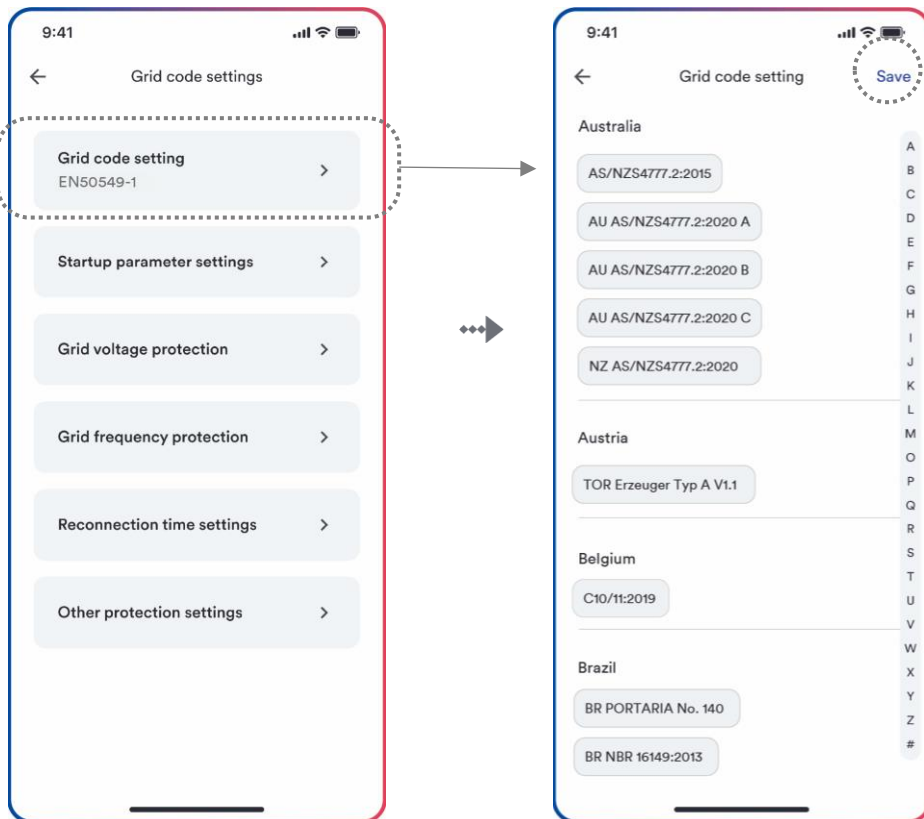 9:41
Grid code settings
Grid code setting
EN50549-1
Startup parameter settings
Grid voltage protection
Grid frequency protection
Reconnection time settings
Other protection settings
9:41
Grid code setting
Save
Australia
AS/NZS4777.2:2015
AU AS/NZS4777.2:2020 A
AU AS/NZS4777.2:2020 B
AU AS/NZS4777.2:2020 C
NZ AS/NZS4777.2:2020
Austria
TOR Erzeuger Typ A V1.1
Belgium
C10/11:2019
Brazil
BR PORTARIA No. 140
BR NBR 16149:2013
A
B
C
D
E
F
G
H
I
J
K
L
M
O
P
Q
R
S
T
U
V
W
X
Y
Z
#